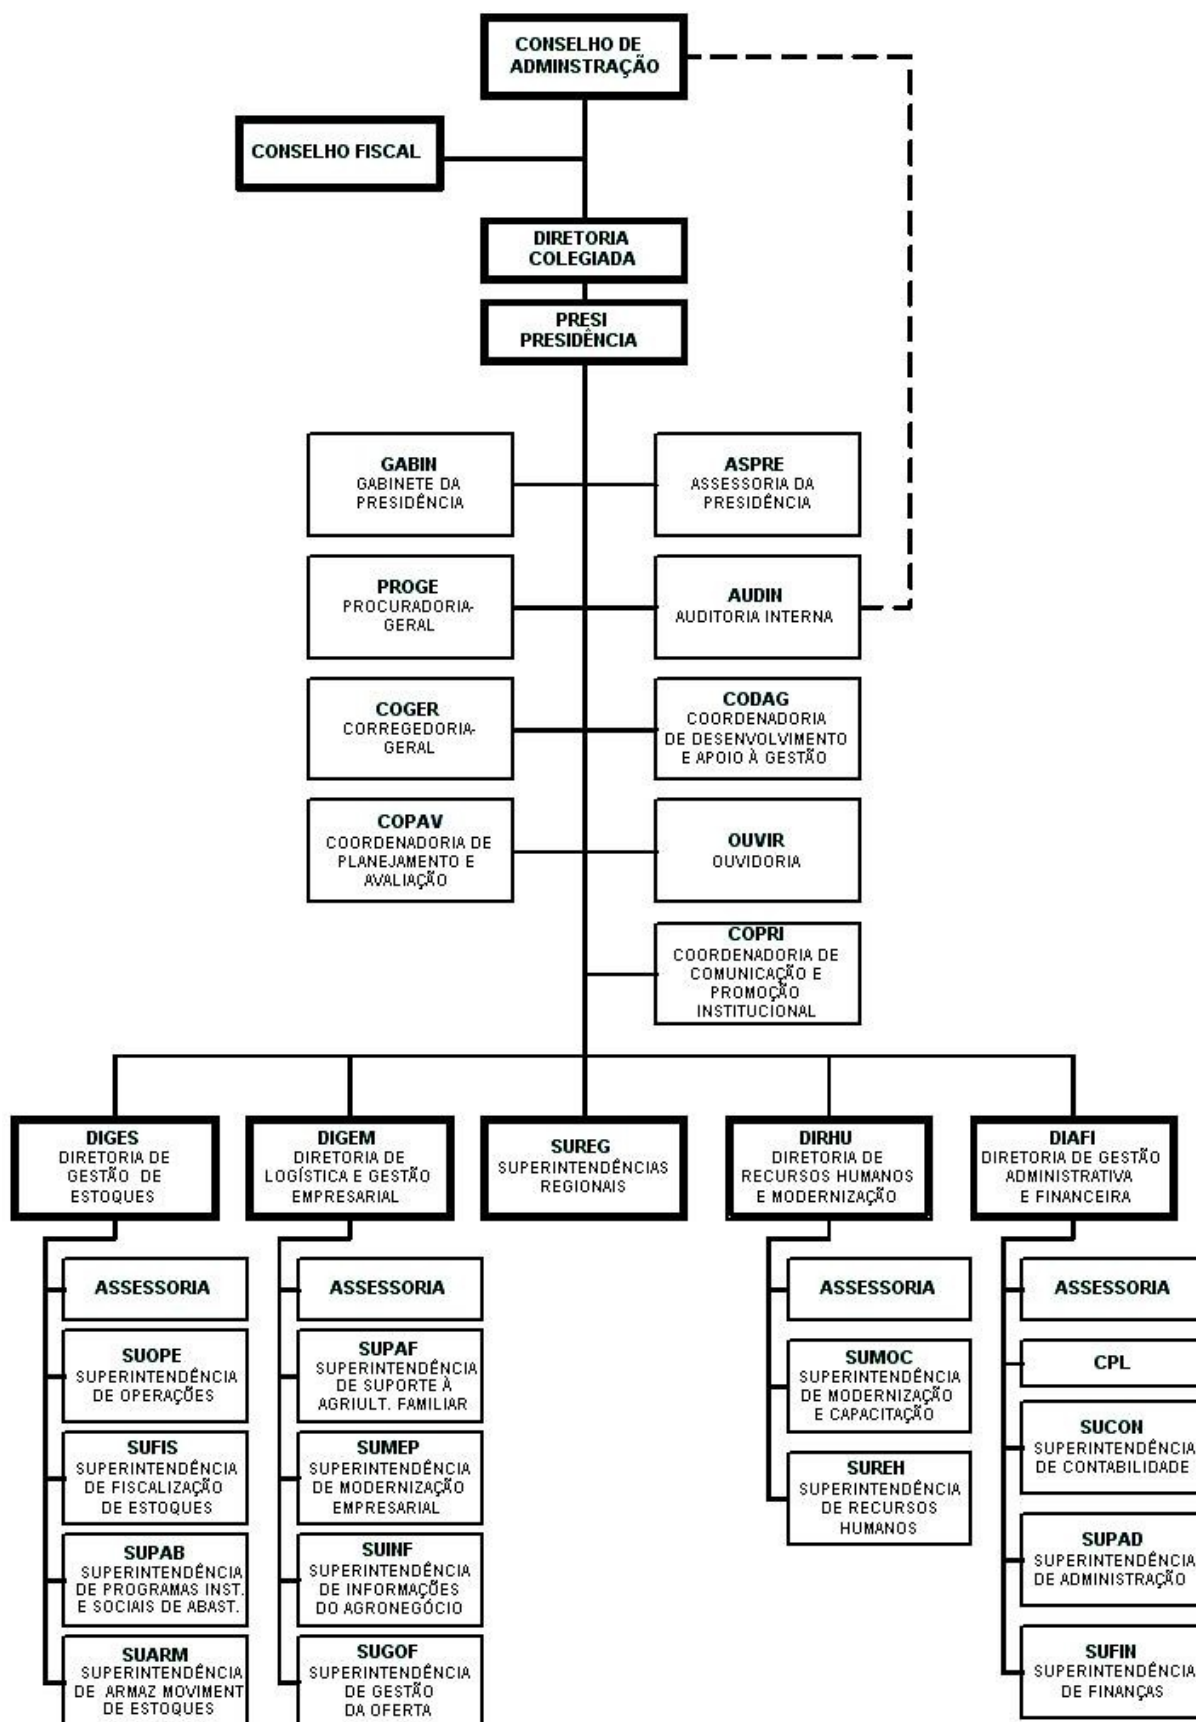 CONSELHO DE
ADMINSTRAÇÃO
CONSELHO FISCAL
DIRETORIA
COLEGIADA
PRESI
PRESIDÊNCIA
GABIN
GABINETE DA
PRESIDÊNCIA
ASPRE
ASSESSORIA DA
PRESIDÊNCIA
PROGE
PROCURADORIA-
GERAL
AUDIN
AUDITORIA INTERNA
COGER
CORREGEDORIA-
GERAL
CODAG
COORDENADORIA
DE DESENVOLVIMENTO
E APOIO À GESTÃO
COPAV
COORDENADORIA DE
PLANEJAMENTO E
AVALIAÇÃO
OUVIR
OUVIDORIA
COPRI
COORDENADORIA DE
COMUNICAÇÃO E
PROMOÇÃO
INSTITUCIONAL
DIGES
DIRETORIA DE
GESTÃO DE
ESTOQUES
DIGEM
DIRETORIA DE
LOGÍSTICA E GESTÃO
EMPRESARIAL
SUREG
SUPERINTENDÊNCIAS
REGIONAIS
DIRHU
DIRETORIA DE
RECURSOS HUMANOS
E MODERNIZAÇÃO
DIAFI
DIRETORIA DE GESTÃO
ADMINISTRATIVA
E FINANCEIRA
ASSESSORIA
SUOPE
SUPERINTENDÊNCIA
DE OPERAÇÕES
SUFIS
SUPERINTENDÊNCIA
DE FISCALIZAÇÃO
DE ESTOQUES
SUPAB
SUPERINTENDÊNCIA
DE PROGRAMAS INST.
E SOCIAIS DE ABAST.
SUARM
SUPERINTENDÊNCIA
DE ARMAZ MOVIMENT
DE ESTOQUES
ASSESSORIA
SUPAF
SUPERINTENDÊNCIA
DE SUPORTE À
AGRIULT. FAMILIAR
SUMEP
SUPERINTENDÊNCIA
DE MODERNIZAÇÃO
EMPRESARIAL
SUINF
SUPERINTENDÊNCIA
DE INFORMAÇÕES
DO AGRONEGÓCIO
SUGOF
SUPERINTENDÊNCIA
DE GESTÃO
DA OFERTA
ASSESSORIA
SUMOC
SUPERINTENDÊNCIA
DE MODERNIZAÇÃO
E CAPACITAÇÃO
SUREH
SUPERINTENDÊNCIA
DE RECURSOS
HUMANOS
ASSESSORIA
CPL
SUCON
SUPERINTENDÊNCIA
DE CONTABILIDADE
SUPAD
SUPERINTENDÊNCIA
DE ADMINISTRAÇÃO
SUFIN
SUPERINTENDÊNCIA
DE FINANÇAS